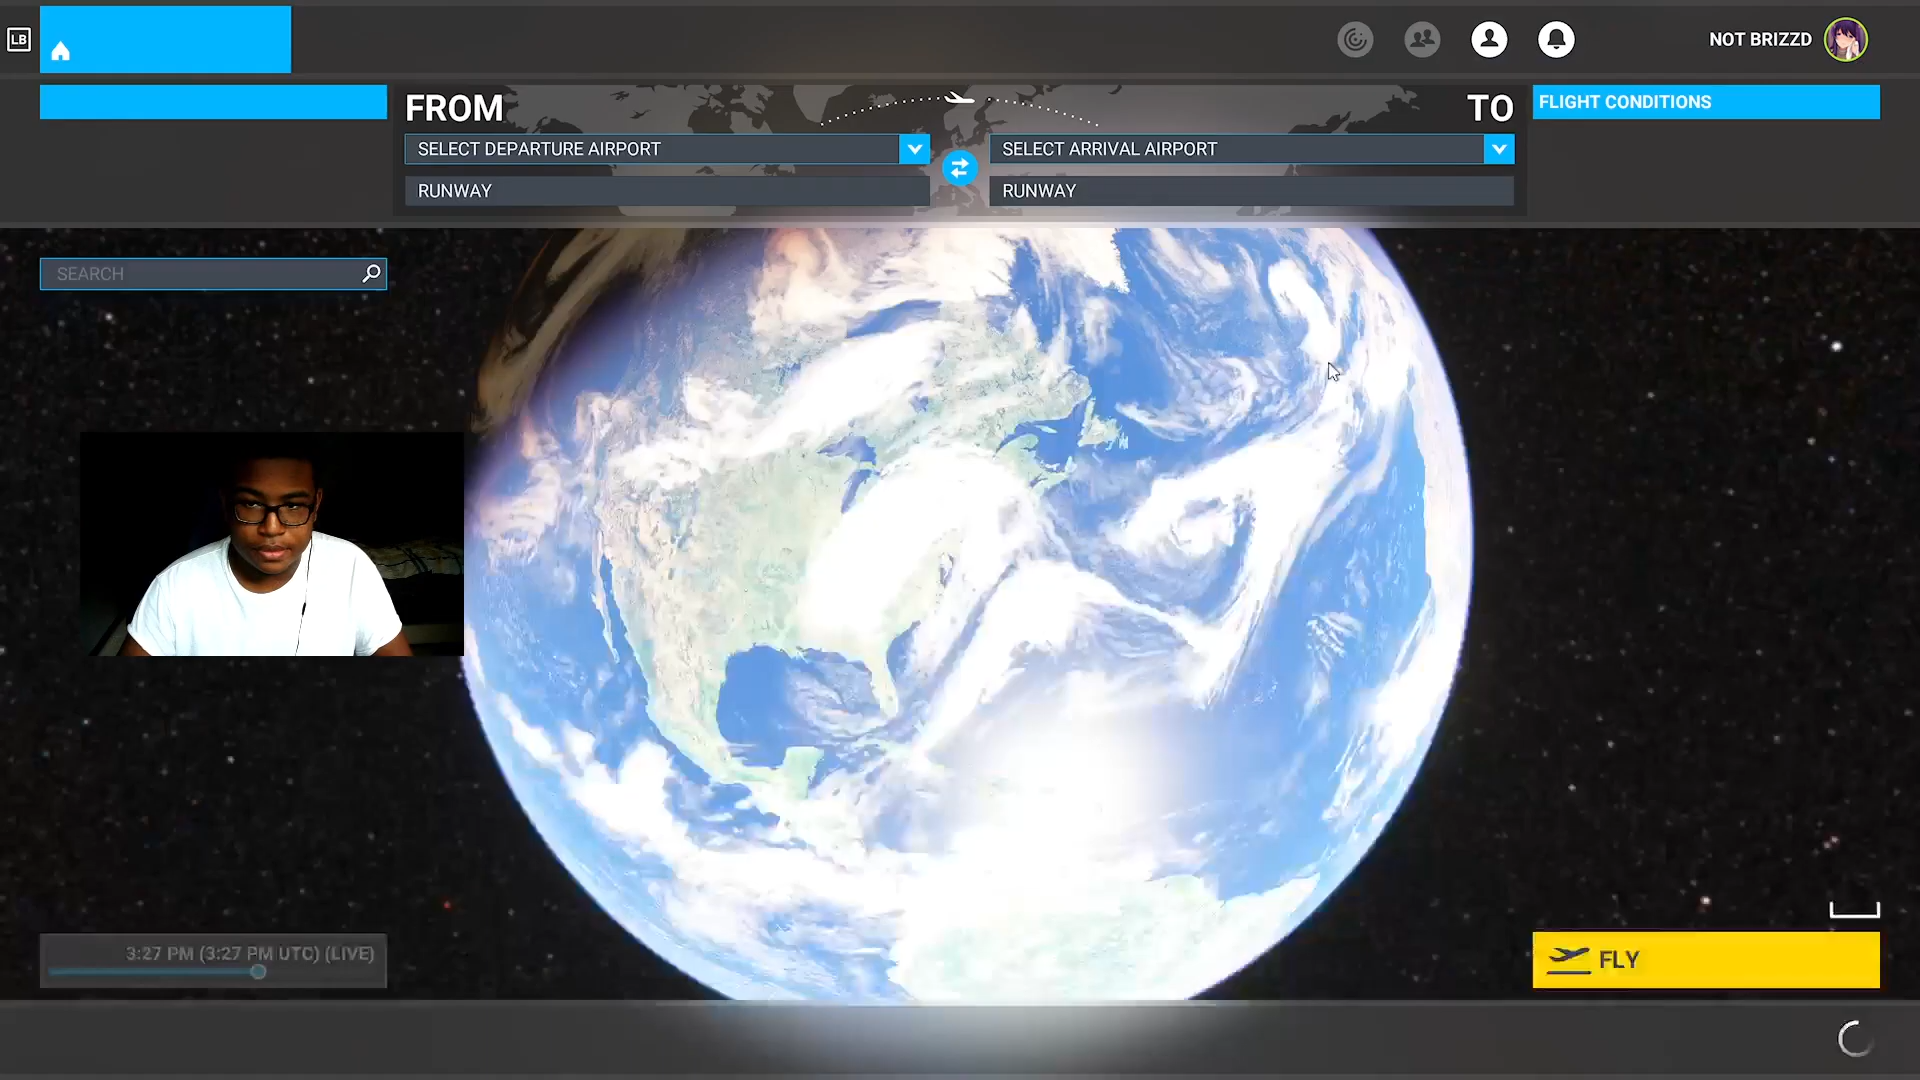 LB
NOT BRIZZD
FROM
TO
FLIGHT CONDITIONS
SELECT DEPARTURE AIRPORT
SELECT ARRIVAL AIRPORT
RUNWAY
RUNWAY
SEARCH
3:27 PM (3:27 PM UTC) (LIVE)
FLY